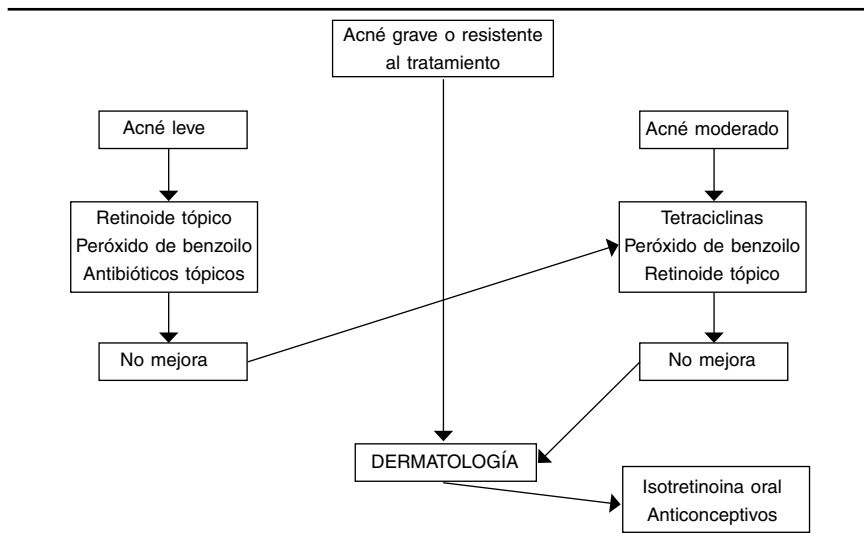 Acné grave o resistente
al tratamiento
Acné leve
Acné moderado
Retinoide tópico
Peróxido de benzoilo
Antibióticos tópicos
Tetraciclinas
Peróxido de benzoilo
Retinoide tópico
No mejora
No mejora
DERMATOLOGÍA
Isotretinoina oral
Anticonceptivos